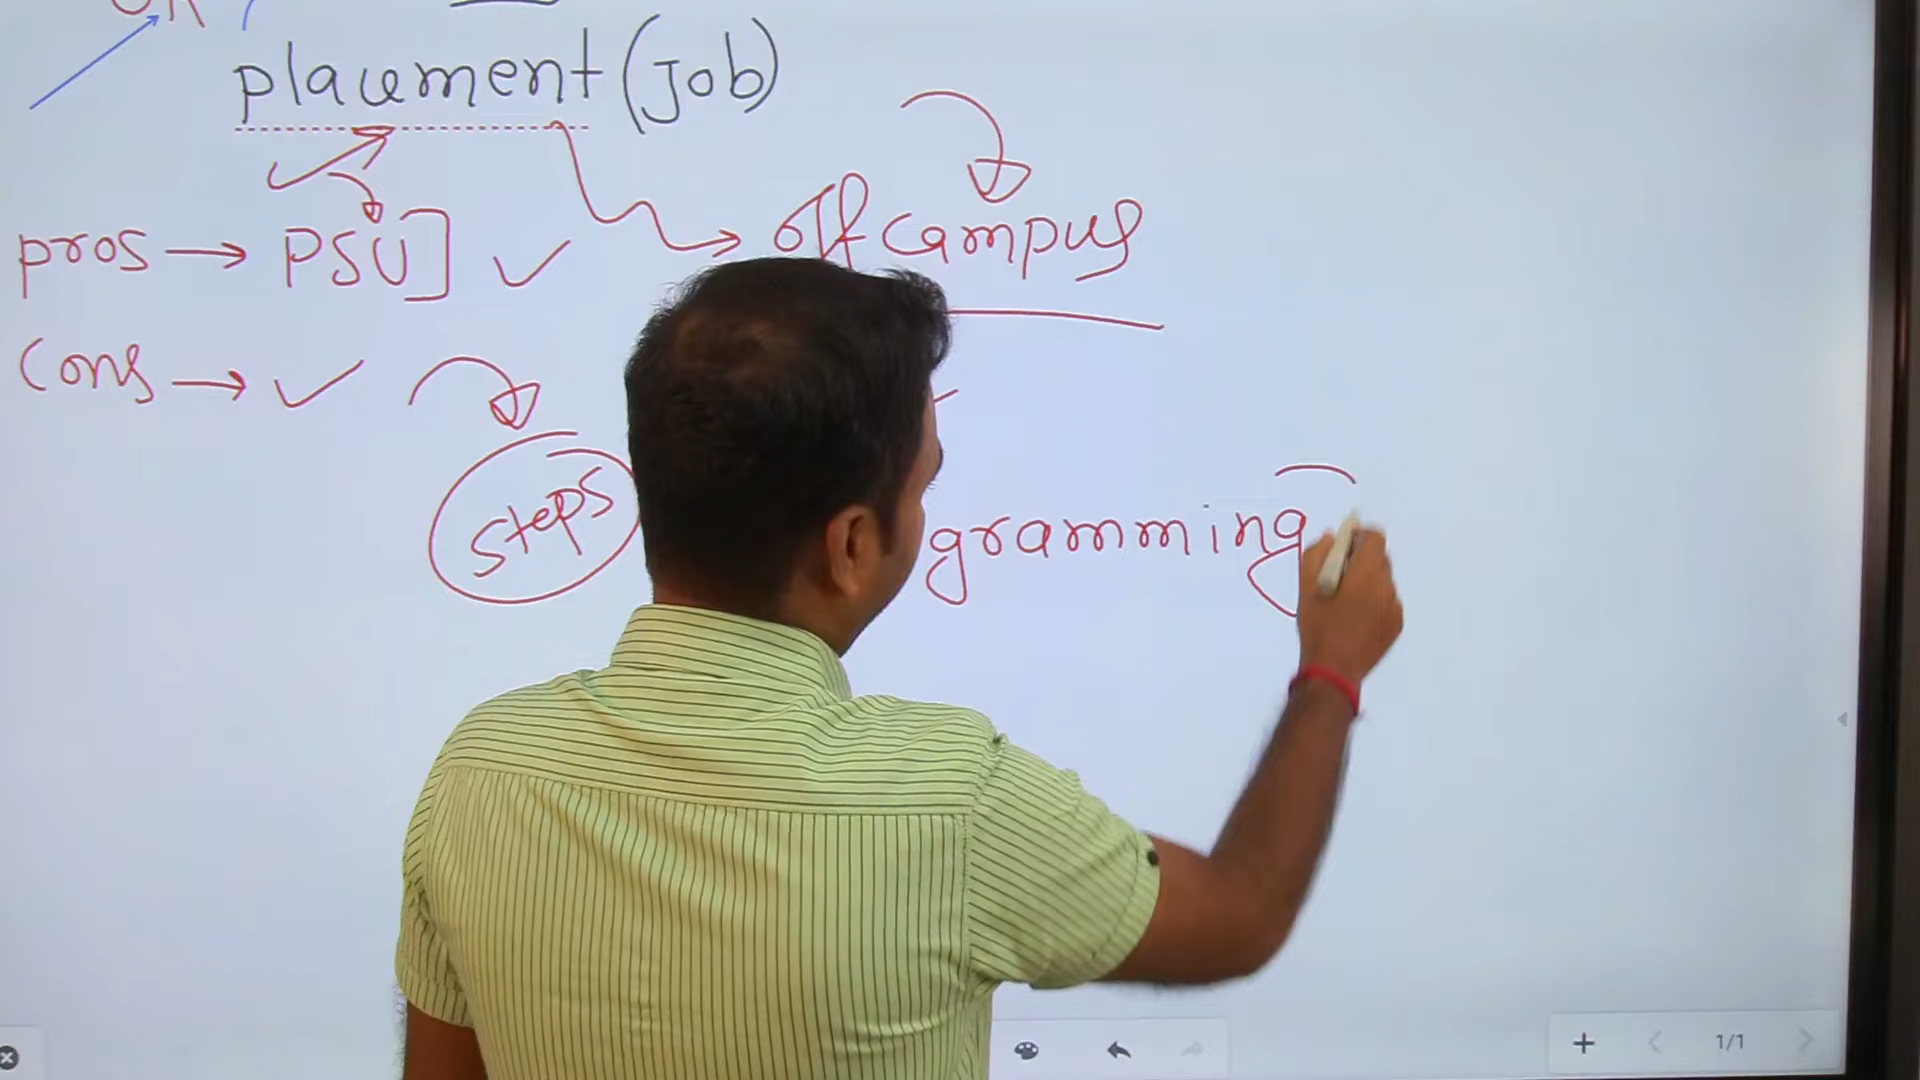 placement (Job)
pros → PSU] ✓ → off campus
Cons → ✓
steps
gramming
1/1